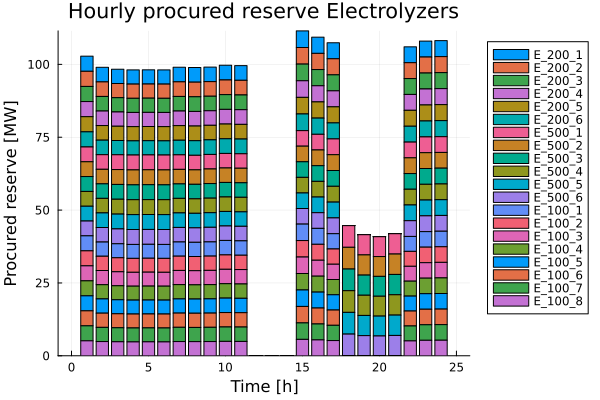 Hourly procured reserve Electrolyzers
Procured reserve [MW]
100
75
50
25
0
0 5 10 15 20 25
Time [h]
E_200_1
E_200_2
E_200_3
E_200_4
E_200_5
E_200_6
E_500_1
E_500_2
E_500_3
E_500_4
E_500_5
E_500_6
E_100_1
E_100_2
E_100_3
E_100_4
E_100_5
E_100_6
E_100_7
E_100_8